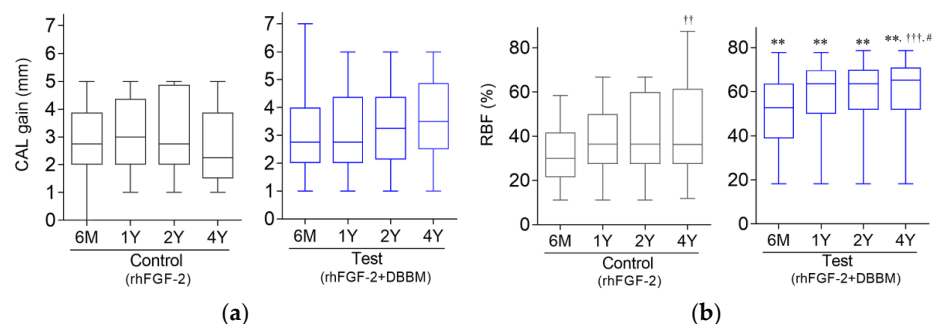 CAL gain (mm)
7
6
5
4
3
2
1
0
6M 1Y 2Y 4Y
Control
(rhFGF-2)
7
6
5
4
3
2
1
0
6M 1Y 2Y 4Y
Test
(rhFGF-2+DBBM)
(a)
RBF (%)
††
80
60
40
20
0
6M 1Y 2Y 4Y
Control
(rhFGF-2)
** ** ** **, †††, #
80
60
40
20
0
6M 1Y 2Y 4Y
Test
(rhFGF-2+DBBM)
(b)